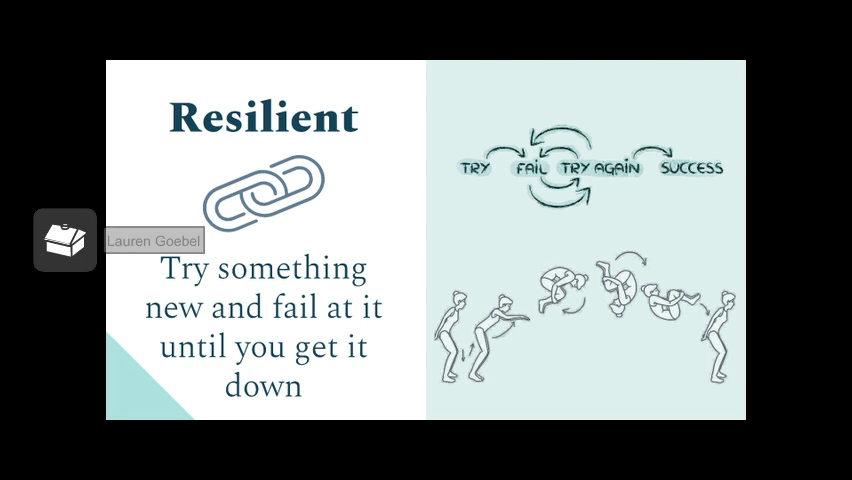 Resilient
Lauren Goebel
Try something
new and fail at it
until you get it
down
TRY FAIL TRY AGAIN SUCCESS